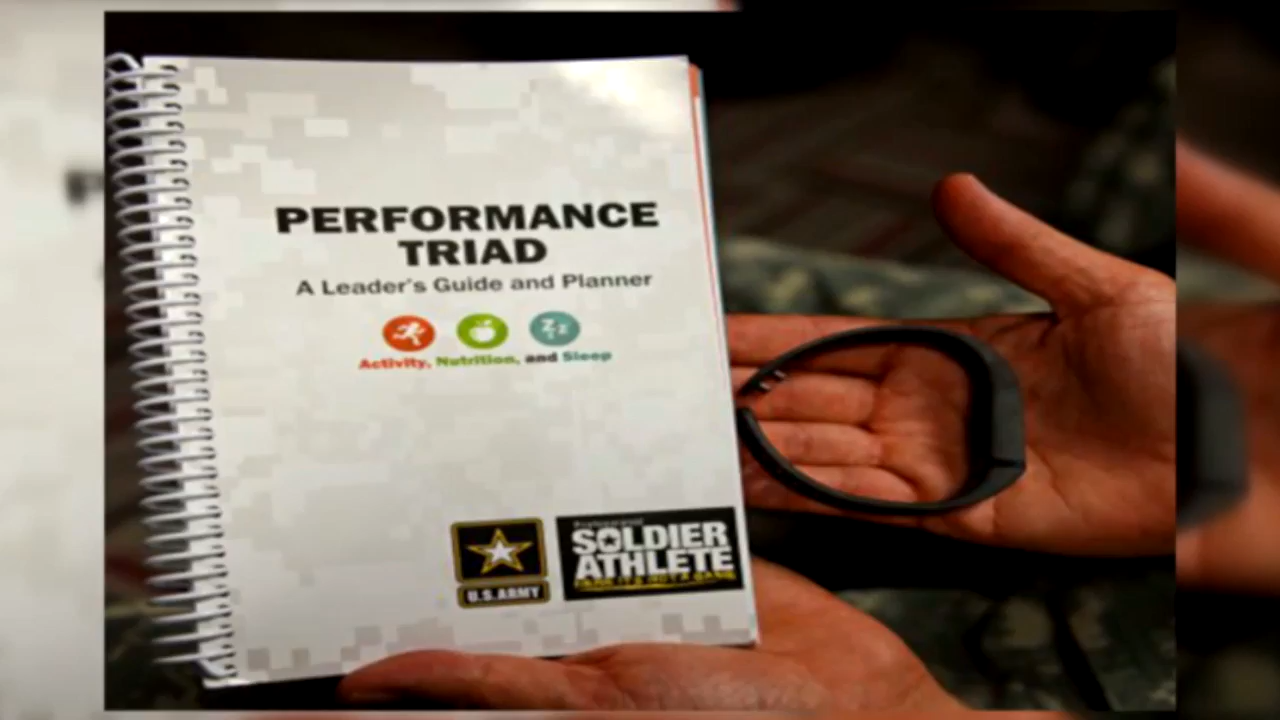 PERFORMANCE
TRIAD
A Leader's Guide and Planner
Z Z Z
Activity, Nutrition, and Sleep
U.S. ARMY
SOLDIER
ATHLETE